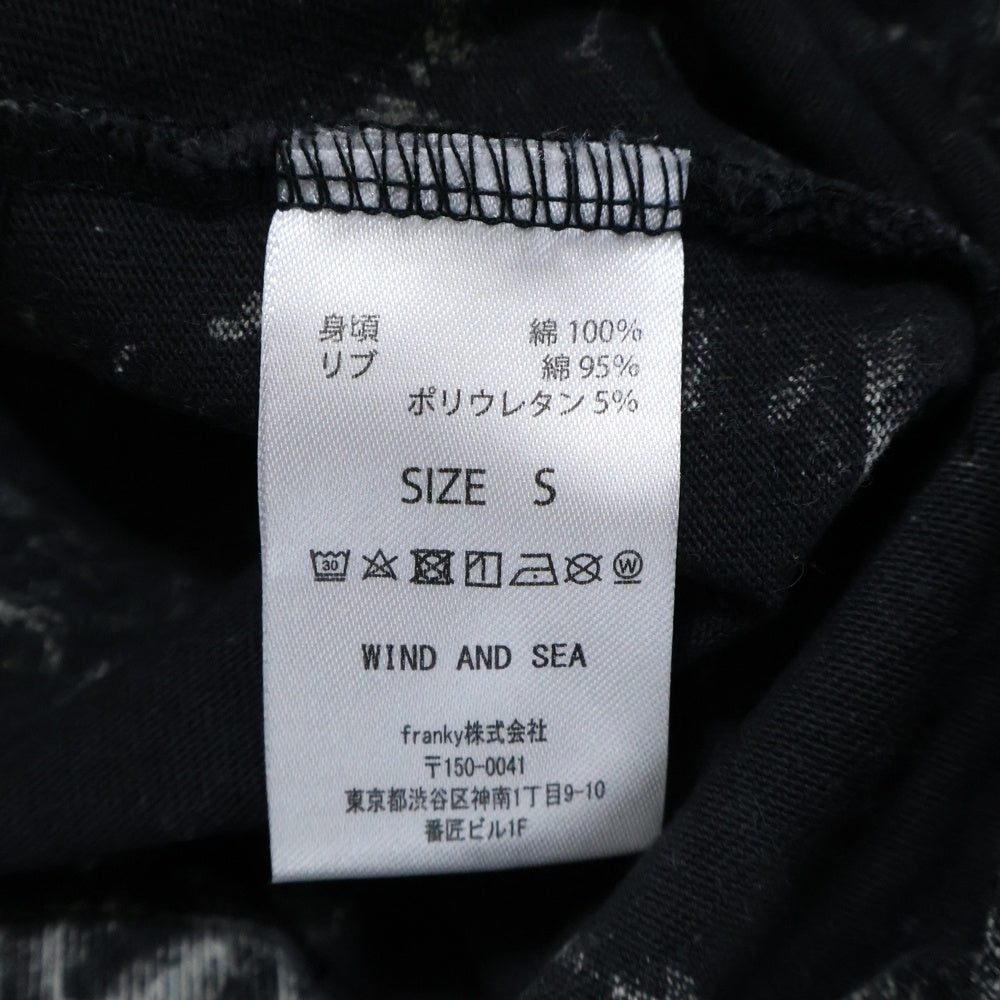 身頃 綿 100%
リブ 綿 95%
ポリウレタン 5%
SIZE S
30 W
WIND AND SEA
franky株式会社
〒150-0041
東京都渋谷区神南1丁目9-10
番匠ビル1F